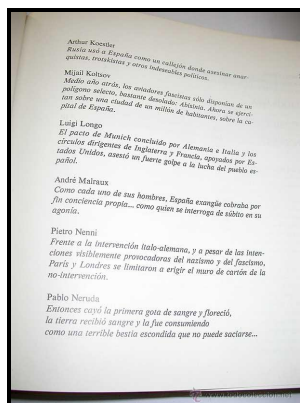 Arthur Koestler
Rusia usó a España como un callejón donde asesinar anar-
quistas, trotskistas y otros indeseables políticos.
Mijail Koltsov
Medio año atrás, los aviadores fascistas sólo disponían de un
polígono selecto, bastante desolado: Abisinia. Ahora se ejerci-
tan sobre una ciudad de un millón de habitantes, sobre la ca-
pital de España.
Luigi Longo
El pacto de Munich concluido por Alemania e Italia y los
círculos dirigentes de Inglaterra y Francia, apoyados por Es-
tados Unidos, asestó un fuerte golpe a la lucha del pueblo es-
pañol.
André Malraux
Como cada uno de sus hombres, España exangüe cobraba por
fin conciencia propia... como quien se interroga de súbito en su
agonía.
Pietro Nenni
Frente a la intervención ítalo-alemana, y a pesar de las inten-
ciones visiblemente provocadoras del nazismo y del fascismo,
París y Londres se limitaron a erigir el muro de cartón de la
no-intervención.
Pablo Neruda
Entonces cayó la primera gota de sangre y floreció,
la tierra recibió sangre y la fue consumiendo
como una terrible bestia escondida que no puede saciarse...